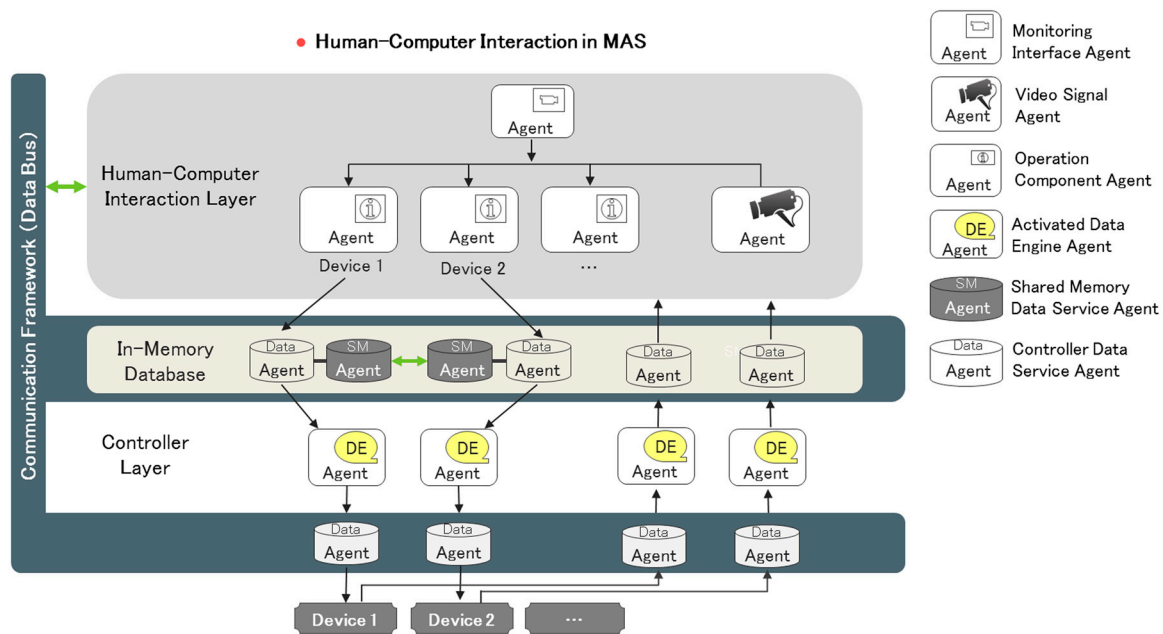 Human-Computer Interaction in MAS
Communication Framework (Data Bus)
Human-Computer
Interaction Layer
Agent
Agent
Device 1
Agent
Device 2
Agent
...
Agent
In-Memory
Database
Data
Agent
SM
Agent
SM
Agent
Data
Agent
Data
Agent
Data
Agent
Controller
Layer
DE
Agent
DE
Agent
DE
Agent
DE
Agent
Data
Agent
Data
Agent
Data
Agent
Data
Agent
Device 1
Device 2
...
Agent
Monitoring
Interface Agent
Agent
Video Signal
Agent
Agent
Operation
Component Agent
DE
Agent
Activated Data
Engine Agent
SM
Agent
Shared Memory
Data Service Agent
Data
Agent
Controller Data
Service Agent